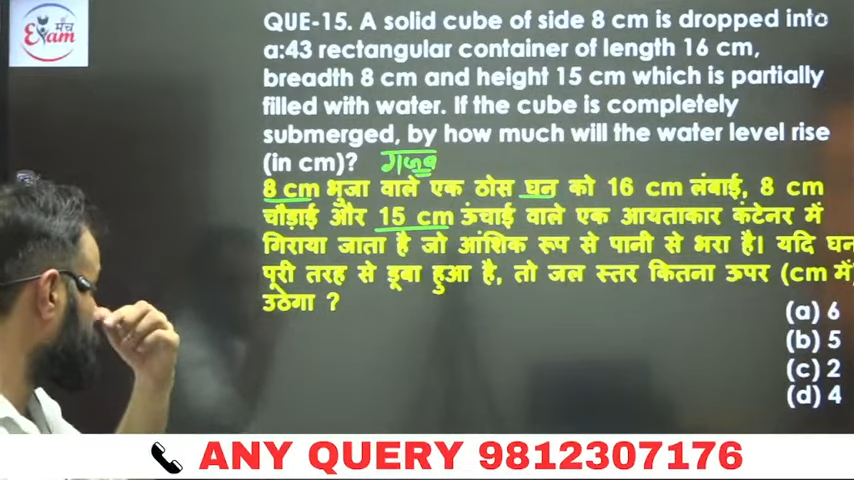 मंच
Exam
QUE-15. A solid cube of side 8 cm is dropped into
a:43 rectangular container of length 16 cm,
breadth 8 cm and height 15 cm which is partially
filled with water. If the cube is completely
submerged, by how much will the water level rise
(in cm)? गजब
8 cm भुजा वाले एक ठोस घन को 16 cm लंबाई, 8 cm
चौड़ाई और 15 cm ऊंचाई वाले एक आयताकार कंटेनर में
गिराया जाता है जो आंशिक रूप से पानी से भरा है। यदि घन
पूरी तरह से डूबा हुआ है, तो जल स्तर कितना ऊपर (cm में)
उठेगा ?
(a) 6
(b) 5
(c) 2
(d) 4
ANY QUERY 9812307176